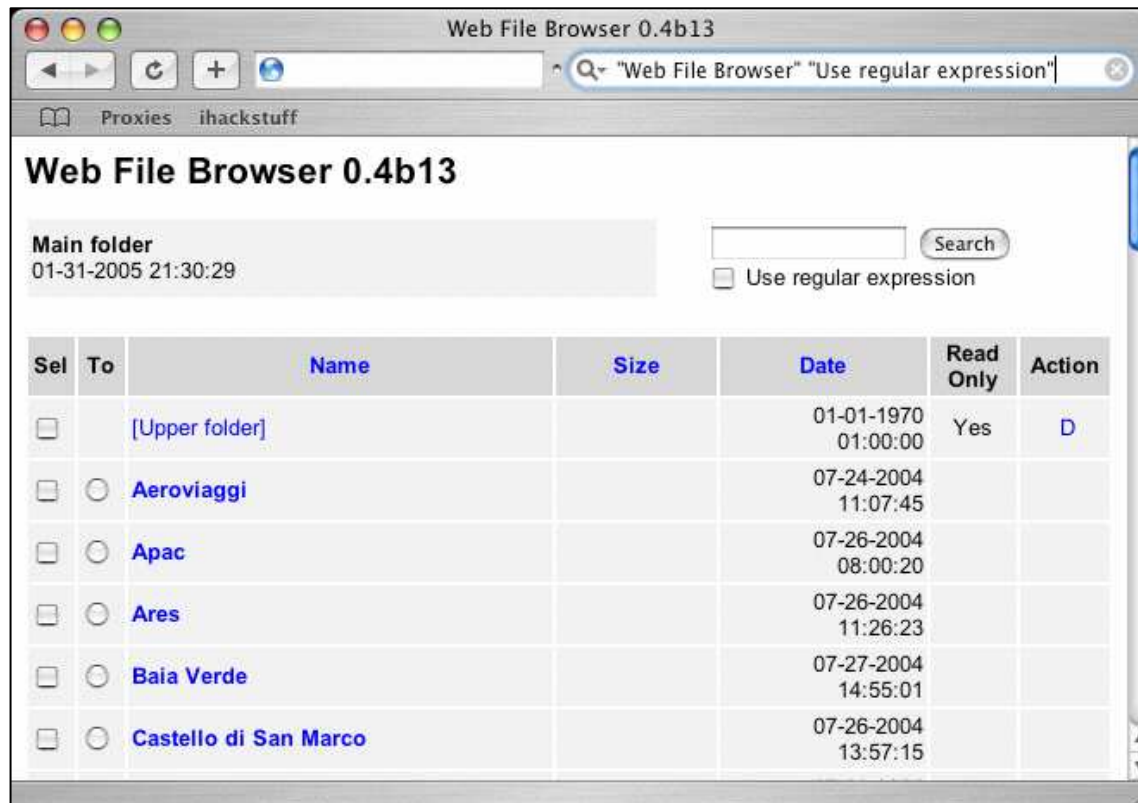 Web File Browser 0.4b13
"Web File Browser" "Use regular expression"
Proxies ihackstuff
Web File Browser 0.4b13
Main folder
01-31-2005 21:30:29
Search
Use regular expression
Sel To Name Size Date Read Only Action
[Upper folder] 01-01-1970 01:00:00 Yes D
Aeroviaggi 07-24-2004 11:07:45
Apac 07-26-2004 08:00:20
Ares 07-26-2004 11:26:23
Baia Verde 07-27-2004 14:55:01
Castello di San Marco 07-26-2004 13:57:15